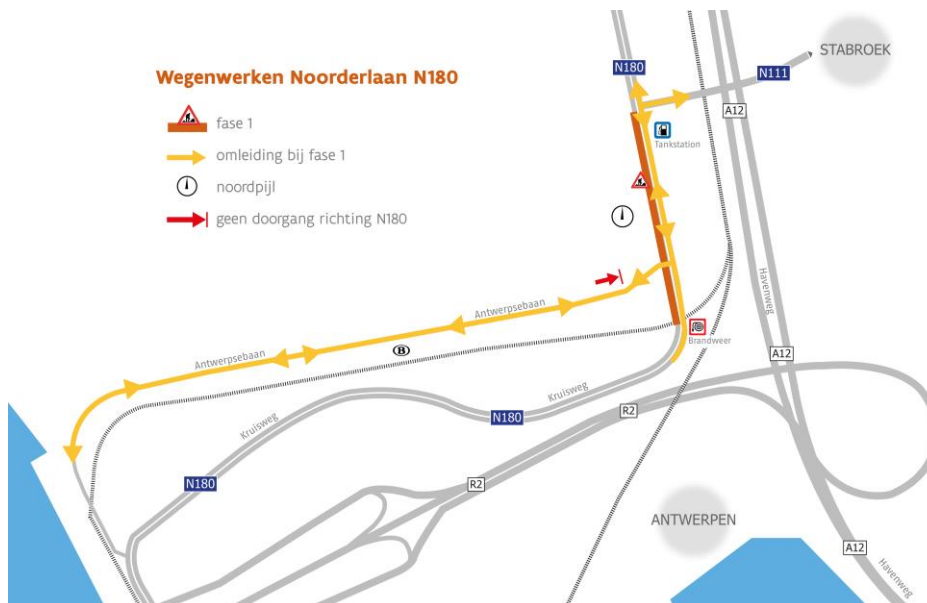 STABROEK
N180
N111
Wegenwerken Noorderlaan N180
A12
fase 1
Tankstation
omleiding bij fase 1
noordpijl
geen doorgang richting N180
Havenweg
Antwerpsebaan
Brandweer
B
Antwerpsebaan
A12
Kruisweg
R2
Kruisweg
N180
N180
R2
ANTWERPEN
A12
Havenweg